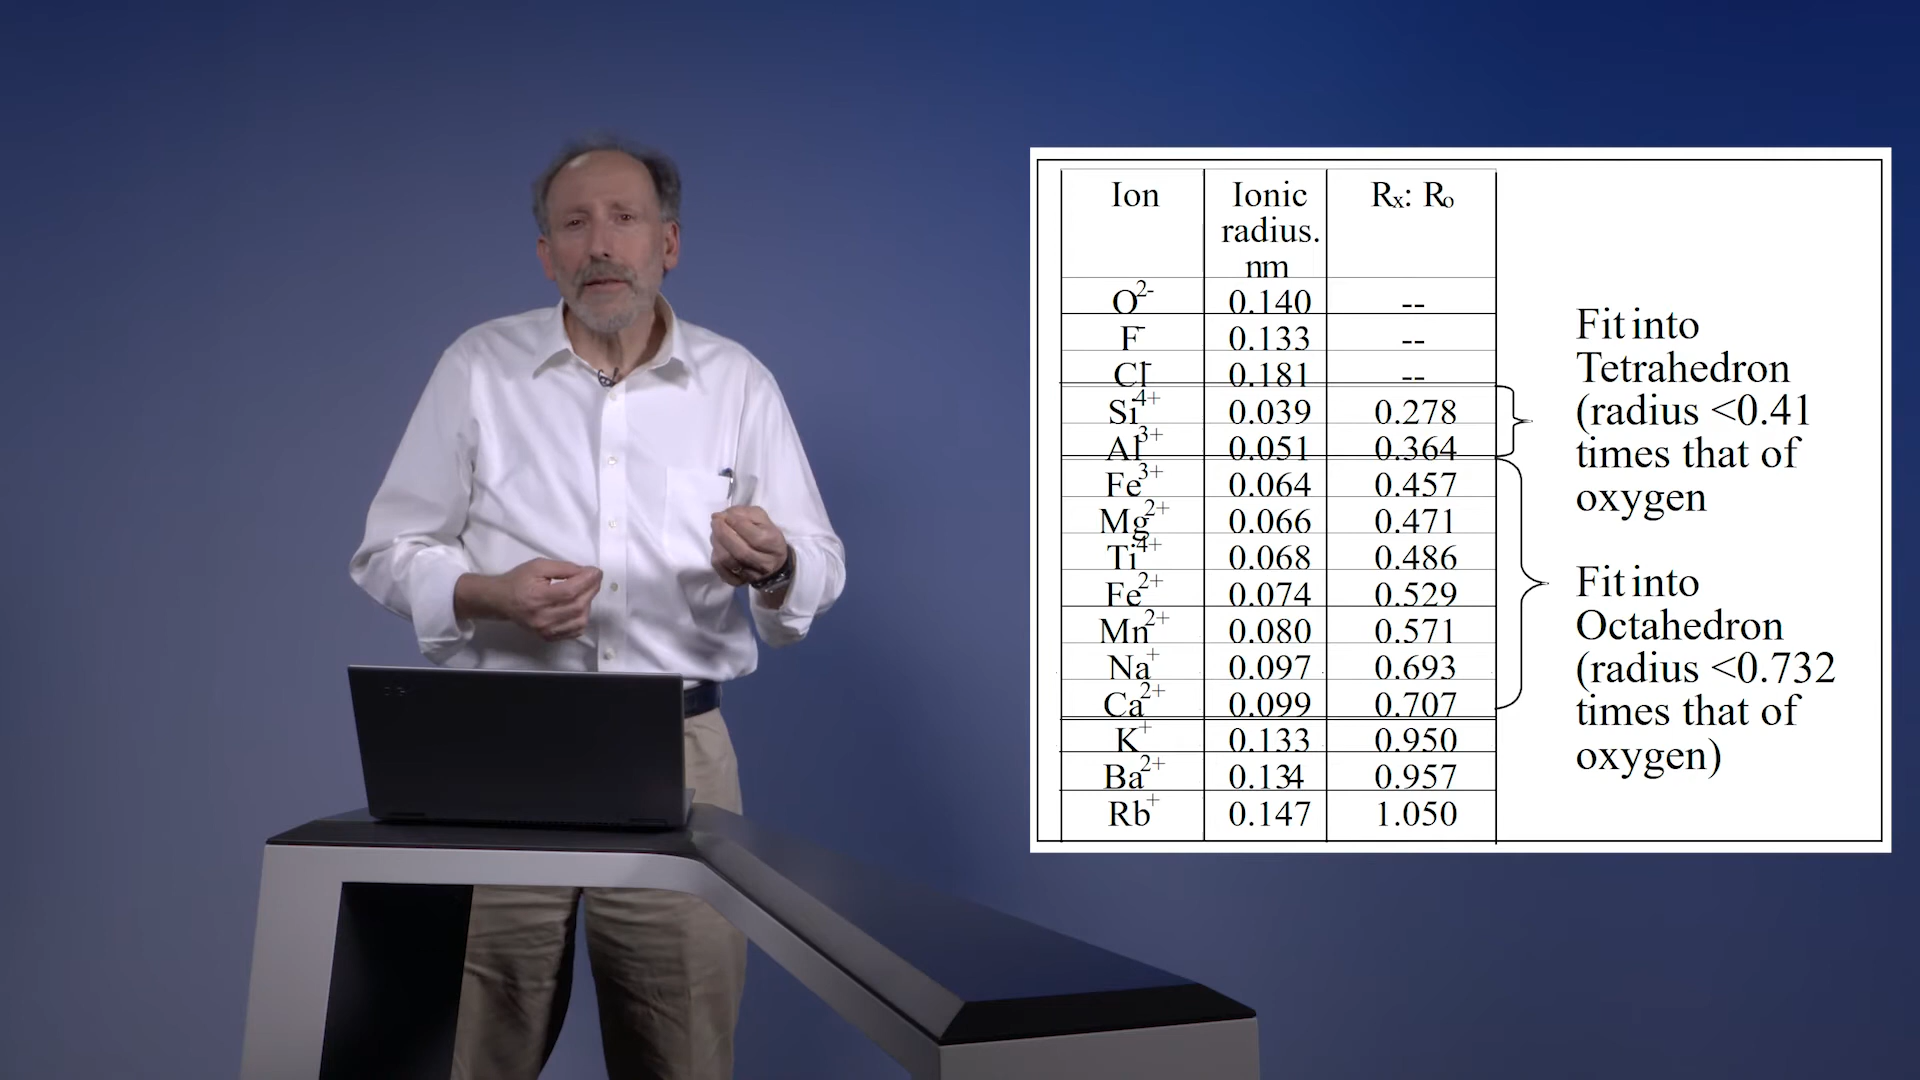 Ion Ionic radius. nm Rx: Ro
O2- 0.140 --
F- 0.133 --
Cl- 0.181 --
Si4+ 0.039 0.278
Al3+ 0.051 0.364
Fe3+ 0.064 0.457
Mg2+ 0.066 0.471
Ti4+ 0.068 0.486
Fe2+ 0.074 0.529
Mn2+ 0.080 0.571
Na+ 0.097 0.693
Ca2+ 0.099 0.707
K+ 0.133 0.950
Ba2+ 0.134 0.957
Rb+ 0.147 1.050
Fit into
Tetrahedron
(radius <0.41
times that of
oxygen
Fit into
Octahedron
(radius <0.732
times that of
oxygen)